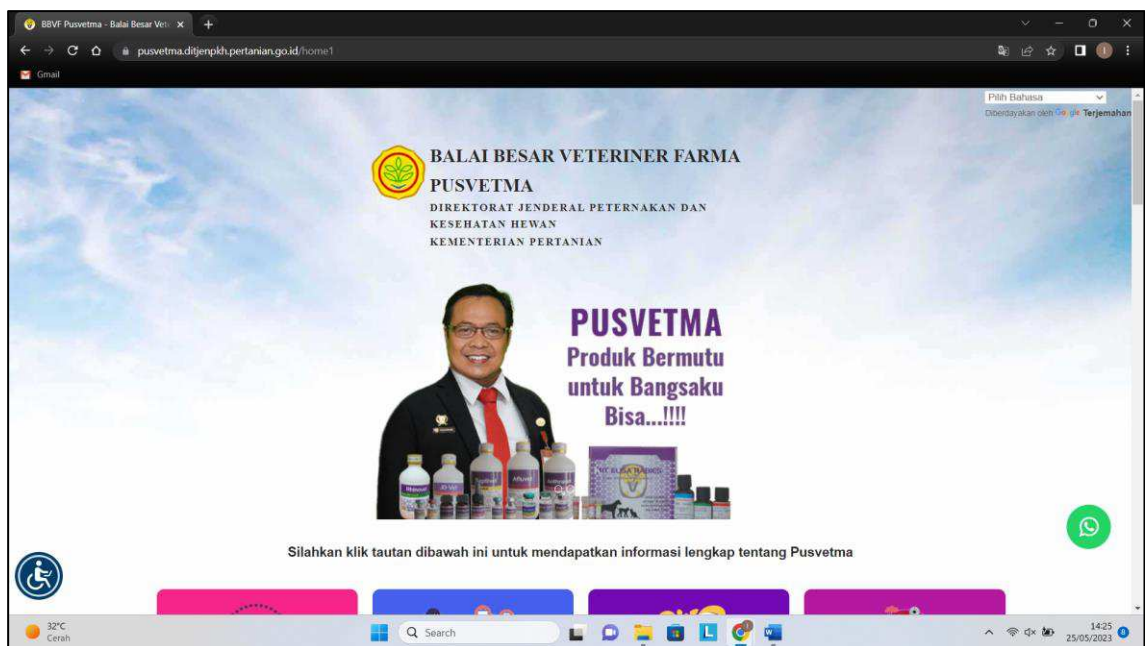 BBVF Pusvetma - Balai Besar Vete
pusvetma.ditjenpkh.pertanian.go.id/home1
Gmail
Pilih Bahasa
Diberdayakan oleh Google Terjemahan
BALAI BESAR VETERINER FARMA
PUSVETMA
DIREKTORAT JENDERAL PETERNAKAN DAN
KESEHATAN HEWAN
KEMENTERIAN PERTANIAN
PUSVETMA
Produk Bermutu
untuk Bangsaku
Bisa...!!!!
Silahkan klik tautan dibawah ini untuk mendapatkan informasi lengkap tentang Pusvetma
32°C
Cerah
Search
14:25
25/05/2023